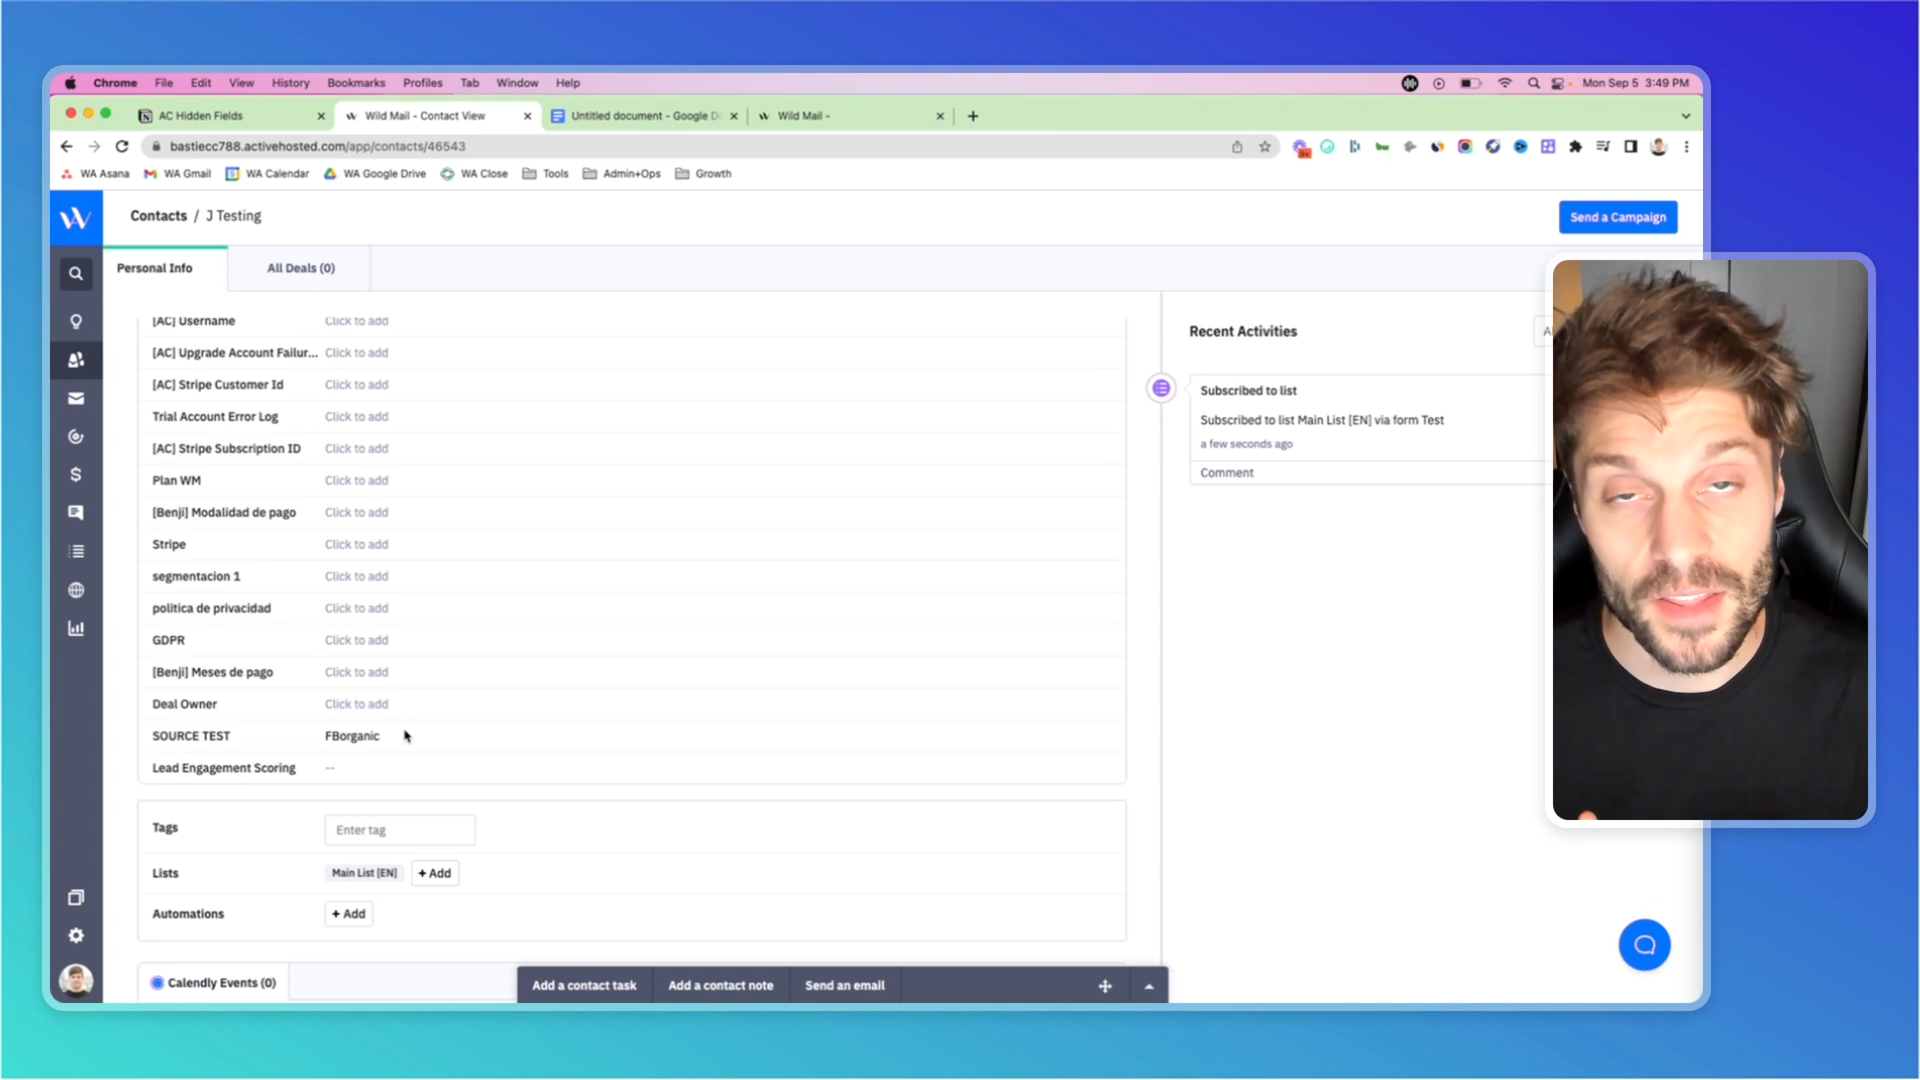 Chrome File Edit View History Bookmarks Profiles Tab Window Help Mon Sep 5 3:49 PM
AC Hidden Fields Wild Mail - Contact View Untitled document - Google Do Wild Mail -
bastiecc788.activehosted.com/app/contacts/46543
WA Asana WA Gmail WA Calendar WA Google Drive WA Close Tools Admin+Ops Growth
Contacts / J Testing
Send a Campaign
Personal Info All Deals (0)
[AC] Username Click to add
[AC] Upgrade Account Failur... Click to add
[AC] Stripe Customer Id Click to add
Trial Account Error Log Click to add
[AC] Stripe Subscription ID Click to add
Plan WM Click to add
[Benji] Modalidad de pago Click to add
Stripe Click to add
segmentacion 1 Click to add
politica de privacidad Click to add
GDPR Click to add
[Benji] Meses de pago Click to add
Deal Owner Click to add
SOURCE TEST FBorganic
Lead Engagement Scoring --
Tags Enter tag
Lists Main List [EN] + Add
Automations + Add
Calendly Events (0)
Add a contact task Add a contact note Send an email
Recent Activities
Subscribed to list
Subscribed to list Main List [EN] via form Test
a few seconds ago
Comment